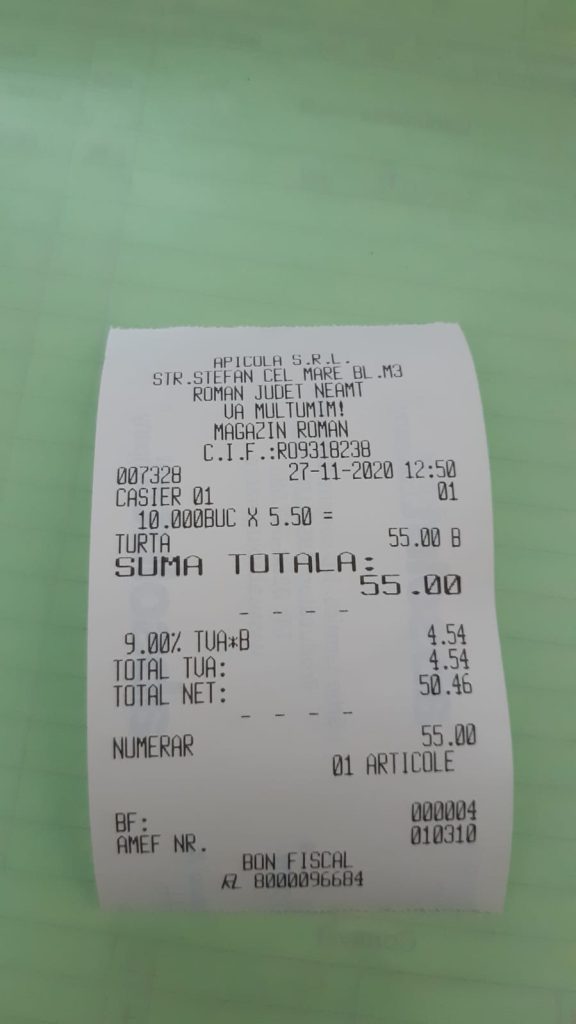 APICOLA S.R.L.
STR.STEFAN CEL MARE BL.M3
ROMAN JUDET NEAMT
VA MULTUMIM!
MAGAZIN ROMAN
C.I.F.:RO9318238
007328 27-11-2020 12:50
CASIER 01 01
10.000BUC X 5.50 =
TURTA 55.00 B
SUMA TOTALA:
55.00
- - - -
9.00% TVA*B 4.54
TOTAL TVA: 4.54
TOTAL NET: 50.46
- - - -
NUMERAR 55.00
01 ARTICOLE
BF: 000004
AMEF NR. 010310
BON FISCAL
8000096684